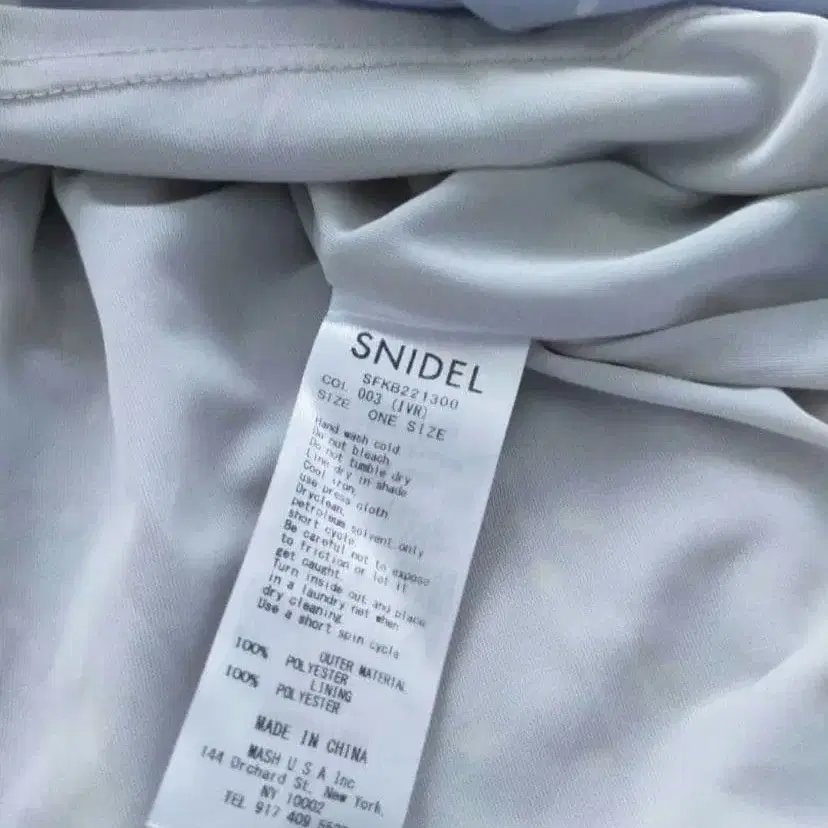 SNIDEL
SFKB221300
COL 003 (IVR)
SIZE ONE SIZE
Hand wash cold
Do not bleach
Do not tumble dry
Line dry in shade
Cool iron,
use press cloth
Dryclean,
petroleum solvent only
short cycle
Be careful not to expose
to friction or let it
get caught.
Turn inside out and place
in a laundry net when
dry cleaning.
Use a short spin cycle
OUTER MATERIAL
100% POLYESTER
LINING
100% POLYESTER
MADE IN CHINA
MASH U S A Inc
144 Orchard St. New York,
NY 10002
TEL 917 409